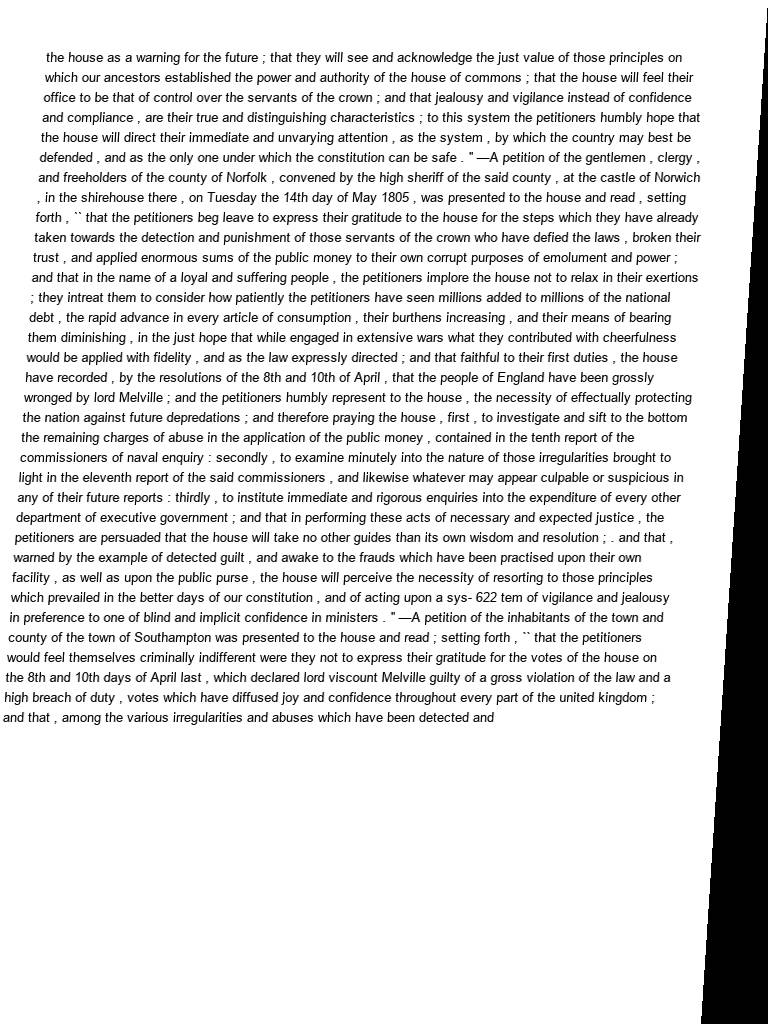 the house as a warning for the future ; that they will see and acknowledge the just value of those principles on
which our ancestors established the power and authority of the house of commons ; that the house will feel their
office to be that of control over the servants of the crown ; and that jealousy and vigilance instead of confidence
and compliance , are their true and distinguishing characteristics ; to this system the petitioners humbly hope that
the house will direct their immediate and unvarying attention , as the system , by which the country may best be
defended , and as the only one under which the constitution can be safe . " —A petition of the gentlemen , clergy ,
and freeholders of the county of Norfolk , convened by the high sheriff of the said county , at the castle of Norwich
, in the shirehouse there , on Tuesday the 14th day of May 1805 , was presented to the house and read , setting
forth , `` that the petitioners beg leave to express their gratitude to the house for the steps which they have already
taken towards the detection and punishment of those servants of the crown who have defied the laws , broken their
trust , and applied enormous sums of the public money to their own corrupt purposes of emolument and power ;
and that in the name of a loyal and suffering people , the petitioners implore the house not to relax in their exertions
; they intreat them to consider how patiently the petitioners have seen millions added to millions of the national
debt , the rapid advance in every article of consumption , their burthens increasing , and their means of bearing
them diminishing , in the just hope that while engaged in extensive wars what they contributed with cheerfulness
would be applied with fidelity , and as the law expressly directed ; and that faithful to their first duties , the house
have recorded , by the resolutions of the 8th and 10th of April , that the people of England have been grossly
wronged by lord Melville ; and the petitioners humbly represent to the house , the necessity of effectually protecting
the nation against future depredations ; and therefore praying the house , first , to investigate and sift to the bottom
the remaining charges of abuse in the application of the public money , contained in the tenth report of the
commissioners of naval enquiry : secondly , to examine minutely into the nature of those irregularities brought to
light in the eleventh report of the said commissioners , and likewise whatever may appear culpable or suspicious in
any of their future reports : thirdly , to institute immediate and rigorous enquiries into the expenditure of every other
department of executive government ; and that in performing these acts of necessary and expected justice , the
petitioners are persuaded that the house will take no other guides than its own wisdom and resolution ; . and that ,
warned by the example of detected guilt , and awake to the frauds which have been practised upon their own
facility , as well as upon the public purse , the house will perceive the necessity of resorting to those principles
which prevailed in the better days of our constitution , and of acting upon a sys- 622 tem of vigilance and jealousy
in preference to one of blind and implicit confidence in ministers . " —A petition of the inhabitants of the town and
county of the town of Southampton was presented to the house and read ; setting forth , `` that the petitioners
would feel themselves criminally indifferent were they not to express their gratitude for the votes of the house on
the 8th and 10th days of April last , which declared lord viscount Melville guilty of a gross violation of the law and a
high breach of duty , votes which have diffused joy and confidence throughout every part of the united kingdom ;
and that , among the various irregularities and abuses which have been detected and